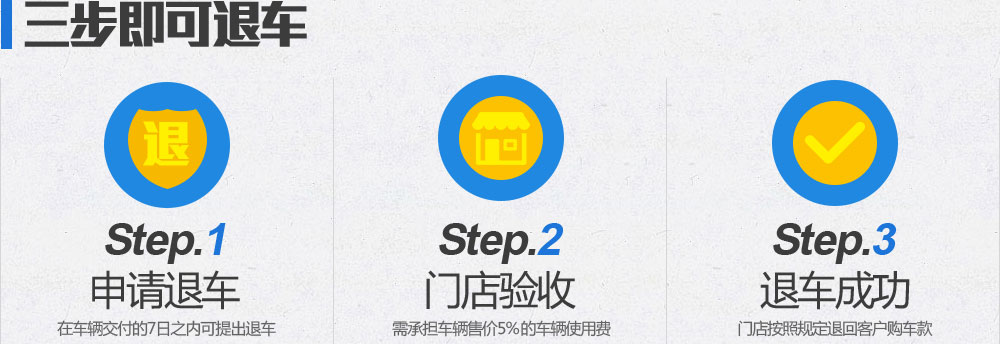 三步即可退车
退
Step.1
申请退车
在车辆交付的7日之内可提出退车
Step.2
门店验收
需承担车辆售价5%的车辆使用费
Step.3
退车成功
门店按照规定退回客户购车款